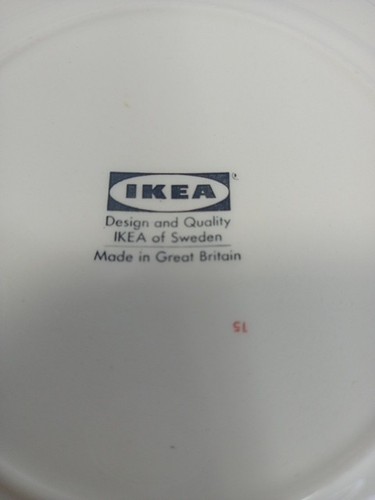 IKEA®
Design and Quality
IKEA of Sweden
Made in Great Britain
15